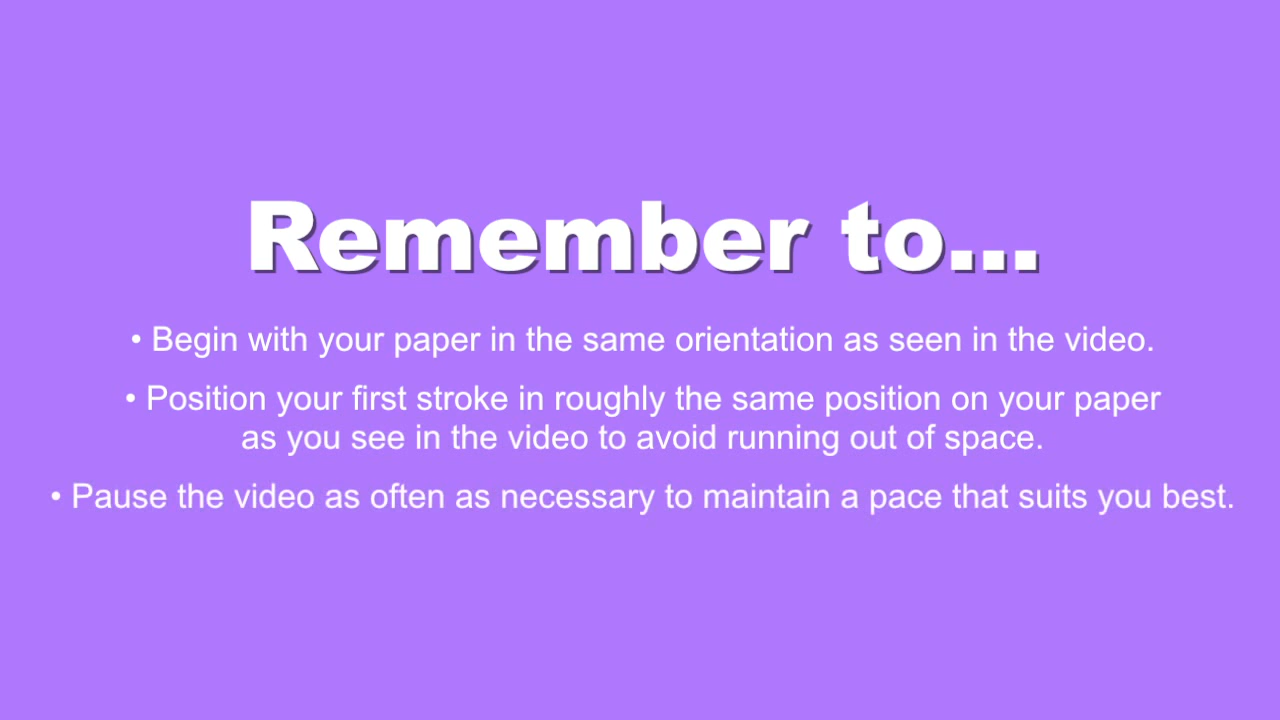 Remember to...
• Begin with your paper in the same orientation as seen in the video.
• Position your first stroke in roughly the same position on your paper
as you see in the video to avoid running out of space.
• Pause the video as often as necessary to maintain a pace that suits you best.